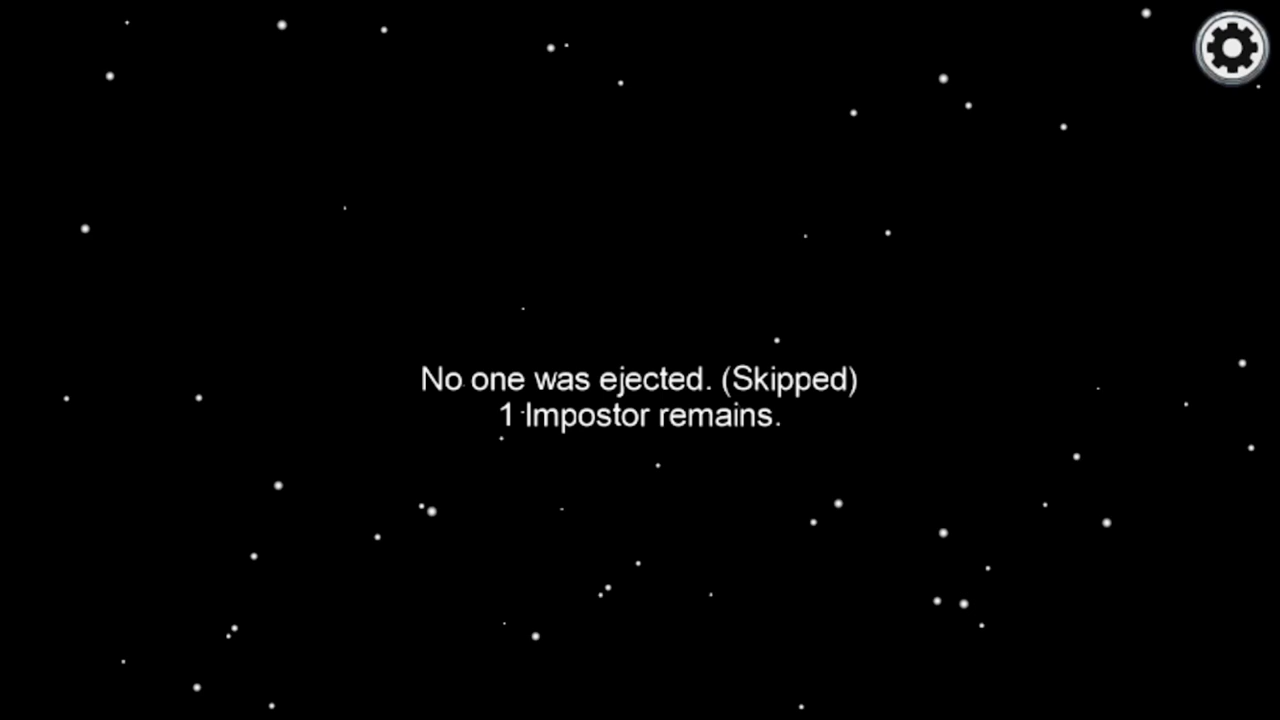 No one was ejected. (Skipped)
1 Impostor remains.